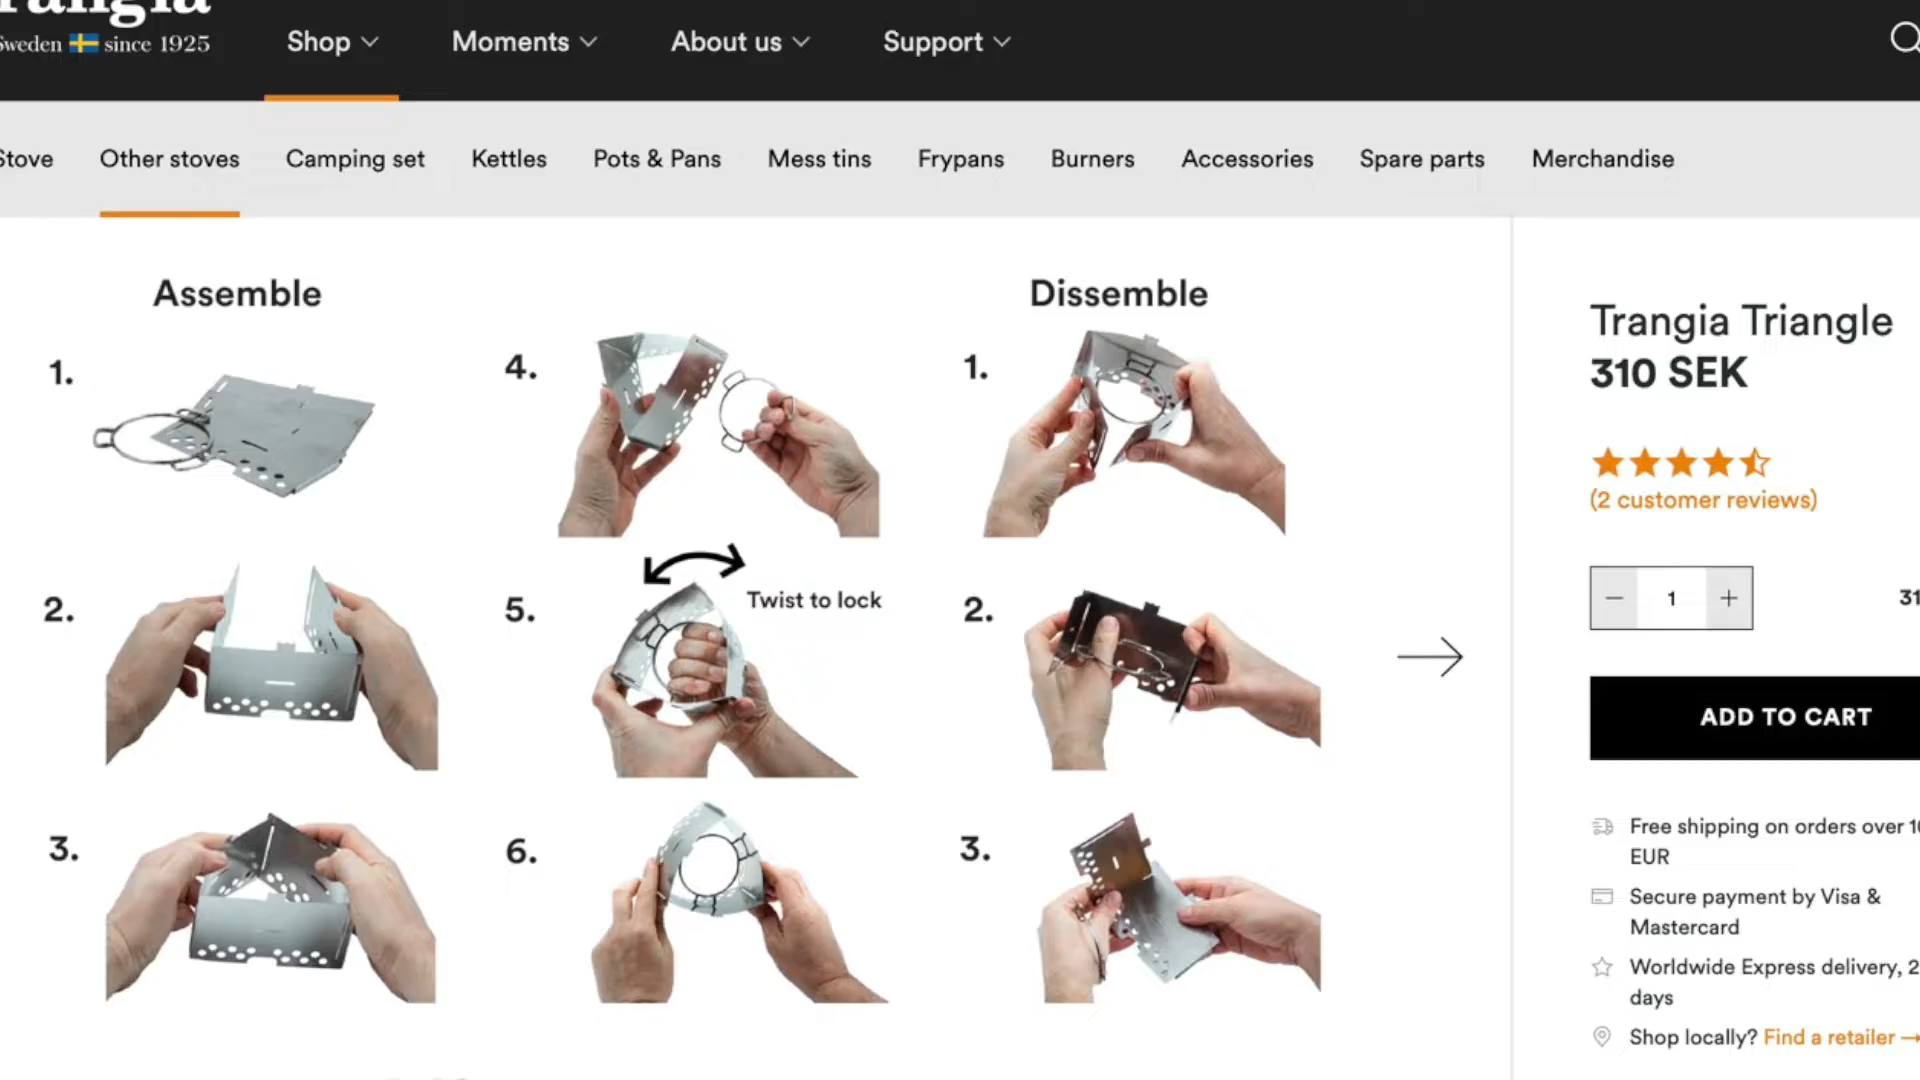 Sweden since 1925
Shop
Moments
About us
Support
Stove
Other stoves
Camping set
Kettles
Pots & Pans
Mess tins
Frypans
Burners
Accessories
Spare parts
Merchandise
Assemble
1.
2.
3.
4.
5.
Twist to lock
6.
Dissemble
1.
2.
3.
Trangia Triangle
310 SEK
(2 customer reviews)
− 1 +
ADD TO CART
Free shipping on orders over
EUR
Secure payment by Visa &
Mastercard
Worldwide Express delivery, 2
days
Shop locally? Find a retailer →